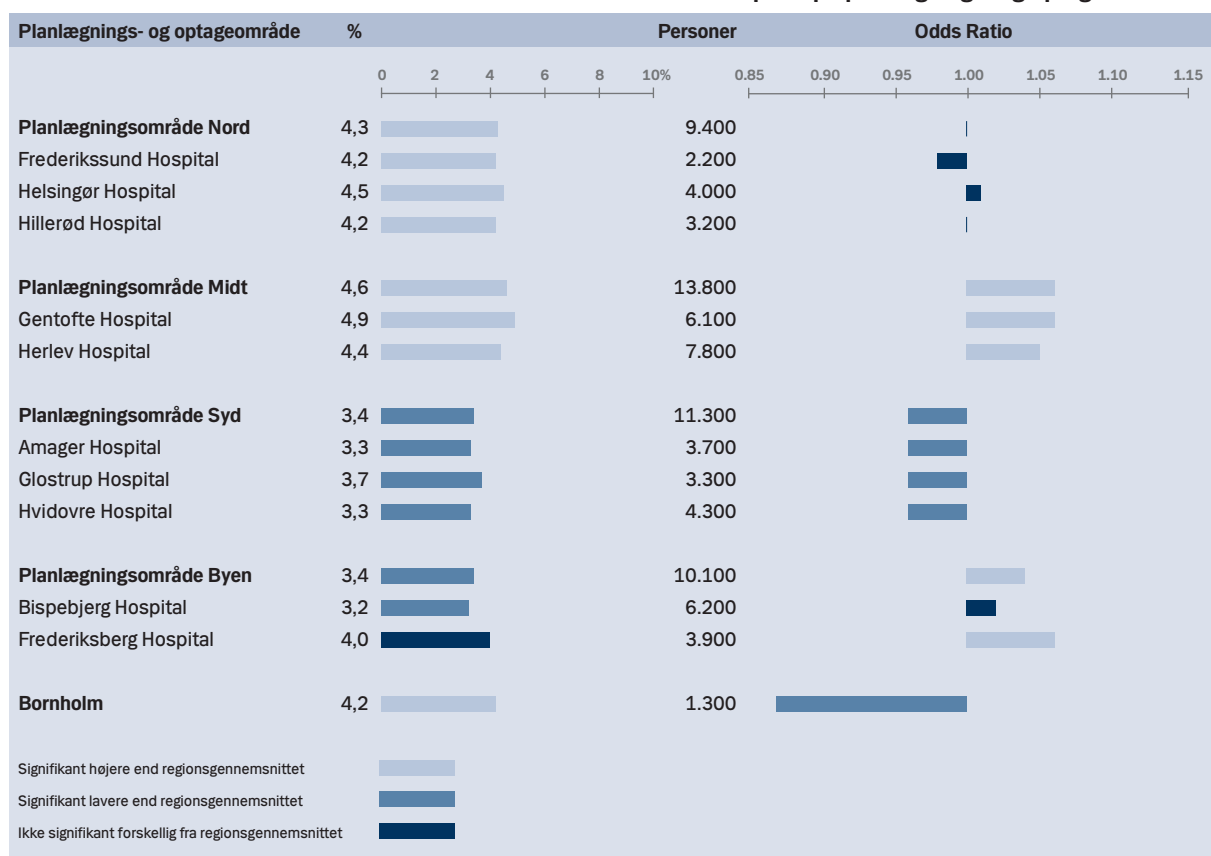 Planlægnings- og optageområde % Personer Odds Ratio
0 2 4 6 8 10% 0.85 0.90 0.95 1.00 1.05 1.10 1.15
Planlægningsområde Nord 4,3 9.400
Frederikssund Hospital 4,2 2.200
Helsingør Hospital 4,5 4.000
Hillerød Hospital 4,2 3.200
Planlægningsområde Midt 4,6 13.800
Gentofte Hospital 4,9 6.100
Herlev Hospital 4,4 7.800
Planlægningsområde Syd 3,4 11.300
Amager Hospital 3,3 3.700
Glostrup Hospital 3,7 3.300
Hvidovre Hospital 3,3 4.300
Planlægningsområde Byen 3,4 10.100
Bispebjerg Hospital 3,2 6.200
Frederiksberg Hospital 4,0 3.900
Bornholm 4,2 1.300
Signifikant højere end regionsgennemsnittet
Signifikant lavere end regionsgennemsnittet
Ikke signifikant forskellig fra regionsgennemsnittet